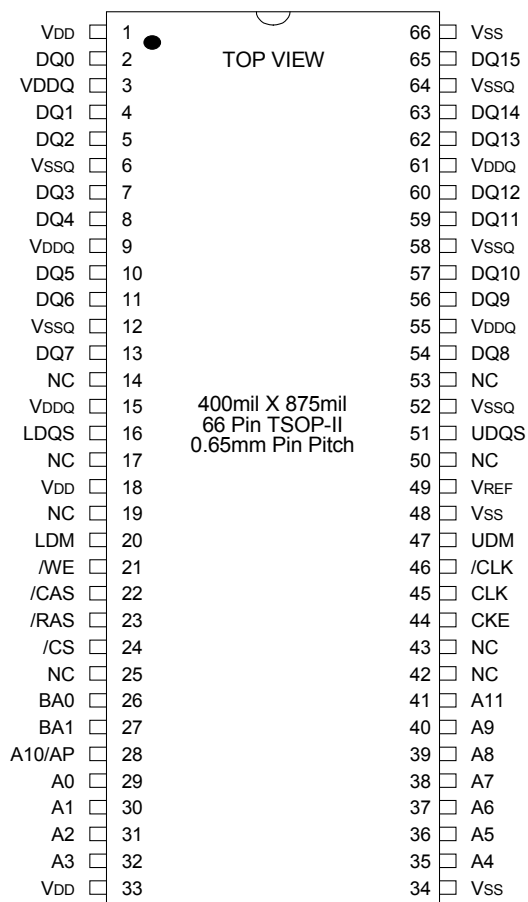 VDD 1 66 VSS
DQ0 2 TOP VIEW 65 DQ15
VDDQ 3 64 VSSQ
DQ1 4 63 DQ14
DQ2 5 62 DQ13
VSSQ 6 61 VDDQ
DQ3 7 60 DQ12
DQ4 8 59 DQ11
VDDQ 9 58 VSSQ
DQ5 10 57 DQ10
DQ6 11 56 DQ9
VSSQ 12 55 VDDQ
DQ7 13 54 DQ8
NC 14 53 NC
VDDQ 15 400mil X 875mil 52 VSSQ
LDQS 16 66 Pin TSOP-II 51 UDQS
NC 17 0.65mm Pin Pitch 50 NC
VDD 18 49 VREF
NC 19 48 VSS
LDM 20 47 UDM
/WE 21 46 /CLK
/CAS 22 45 CLK
/RAS 23 44 CKE
/CS 24 43 NC
NC 25 42 NC
BA0 26 41 A11
BA1 27 40 A9
A10/AP 28 39 A8
A0 29 38 A7
A1 30 37 A6
A2 31 36 A5
A3 32 35 A4
VDD 33 34 VSS